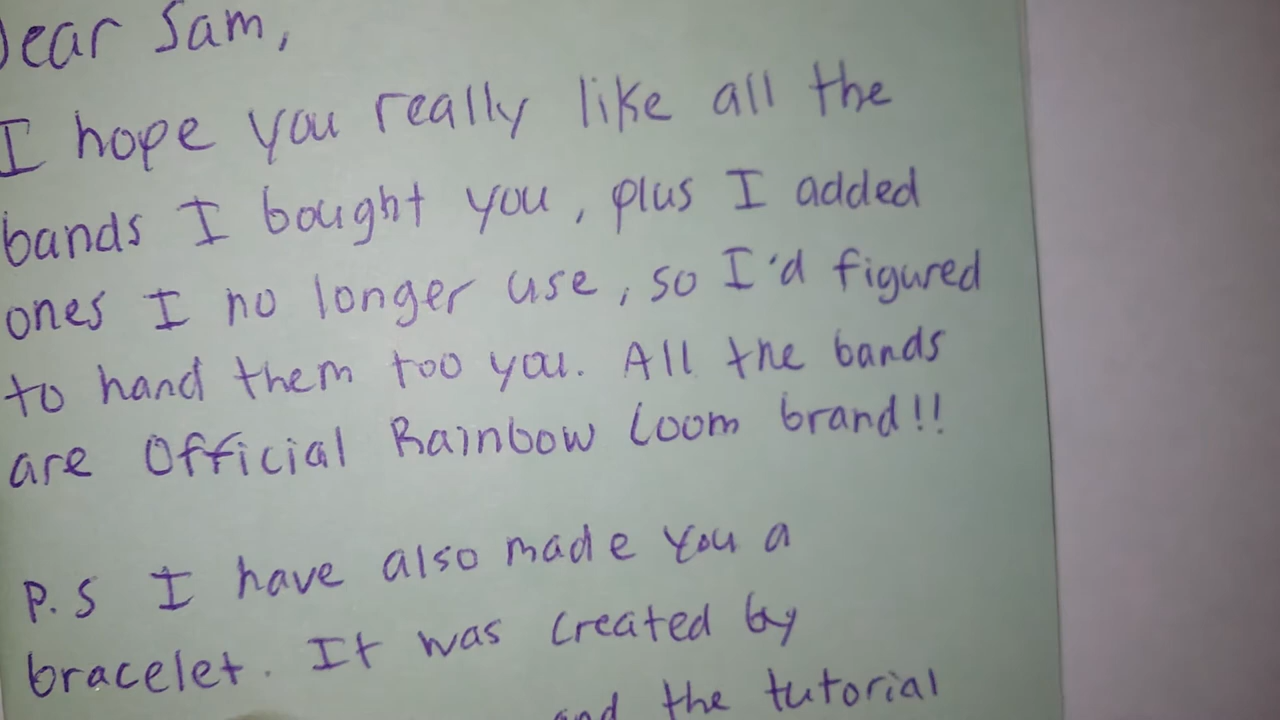 Dear Sam,
I hope you really like all the
bands I bought you, plus I added
ones I no longer use, so I'd figured
to hand them too you. All the bands
are Official Rainbow Loom brand!!
P.S I have also made you a
bracelet. It was created by
and the tutorial